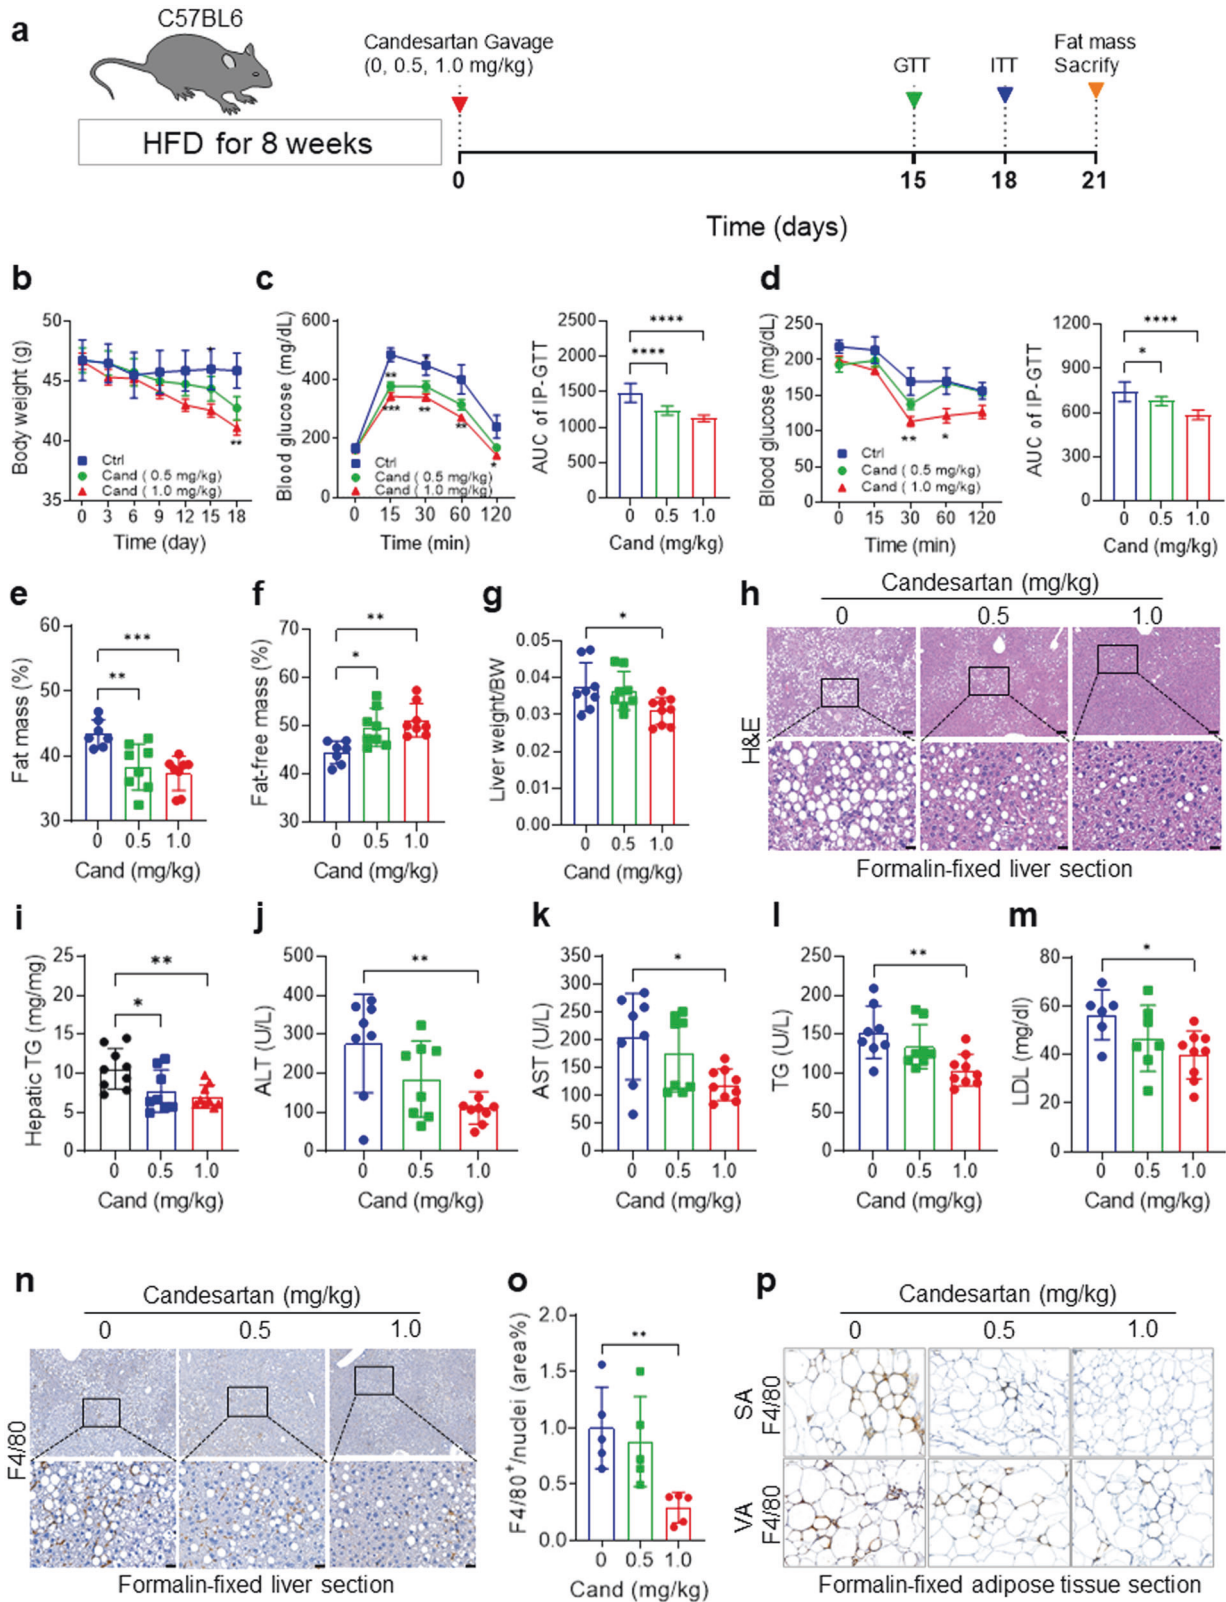 a
C57BL6
HFD for 8 weeks
Candesartan Gavage
(0, 0.5, 1.0 mg/kg)
GTT
ITT
Fat mass
Sacrify
0
15
18
21
Time (days)
b
Body weight (g)
50
45
40
35
Ctrl
Cand ( 0.5 mg/kg)
Cand ( 1.0 mg/kg)
*
**
0 3 6 9 12 15 18
Time (day)
c
Blood glucose (mg/dL)
600
400
200
0
**
***
*
**
**
*
Ctrl
Cand ( 0.5 mg/kg)
Cand ( 1.0 mg/kg)
0 15 30 60 120
Time (min)
AUC of IP-GTT
2500
2000
1500
1000
500
0
****
****
0 0.5 1.0
Cand (mg/kg)
d
Blood glucose (mg/dL)
250
200
150
100
50
0
**
*
Ctrl
Cand ( 0.5 mg/kg)
Cand ( 1.0 mg/kg)
0 15 30 60 120
Time (min)
AUC of IP-GTT
1200
900
600
300
0
****
*
0 0.5 1.0
Cand (mg/kg)
e
Fat mass (%)
60
50
40
30
***
**
0 0.5 1.0
Cand (mg/kg)
f
Fat-free mass (%)
70
60
50
40
30
**
*
0 0.5 1.0
Cand (mg/kg)
g
Liver weight/BW
0.05
0.04
0.03
0.02
0.01
0.00
*
0 0.5 1.0
Cand (mg/kg)
h
Candesartan (mg/kg)
0 0.5 1.0
H&E
Formalin-fixed liver section
i
Hepatic TG (mg/mg)
25
20
15
10
5
0
**
*
0 0.5 1.0
Cand (mg/kg)
j
ALT (U/L)
500
400
300
200
100
0
**
0 0.5 1.0
Cand (mg/kg)
k
AST (U/L)
350
300
250
200
150
100
50
0
*
0 0.5 1.0
Cand (mg/kg)
l
TG (U/L)
250
200
150
100
50
0
**
0 0.5 1.0
Cand (mg/kg)
m
LDL (mg/dl)
80
60
40
20
0
*
0 0.5 1.0
Cand (mg/kg)
n
Candesartan (mg/kg)
0 0.5 1.0
F4/80
Formalin-fixed liver section
o
F4/80⁺/nuclei (area%)
2.0
1.5
1.0
0.5
0.0
**
0 0.5 1.0
Cand (mg/kg)
p
Candesartan (mg/kg)
0 0.5 1.0
SA
F4/80
VA
F4/80
Formalin-fixed adipose tissue section